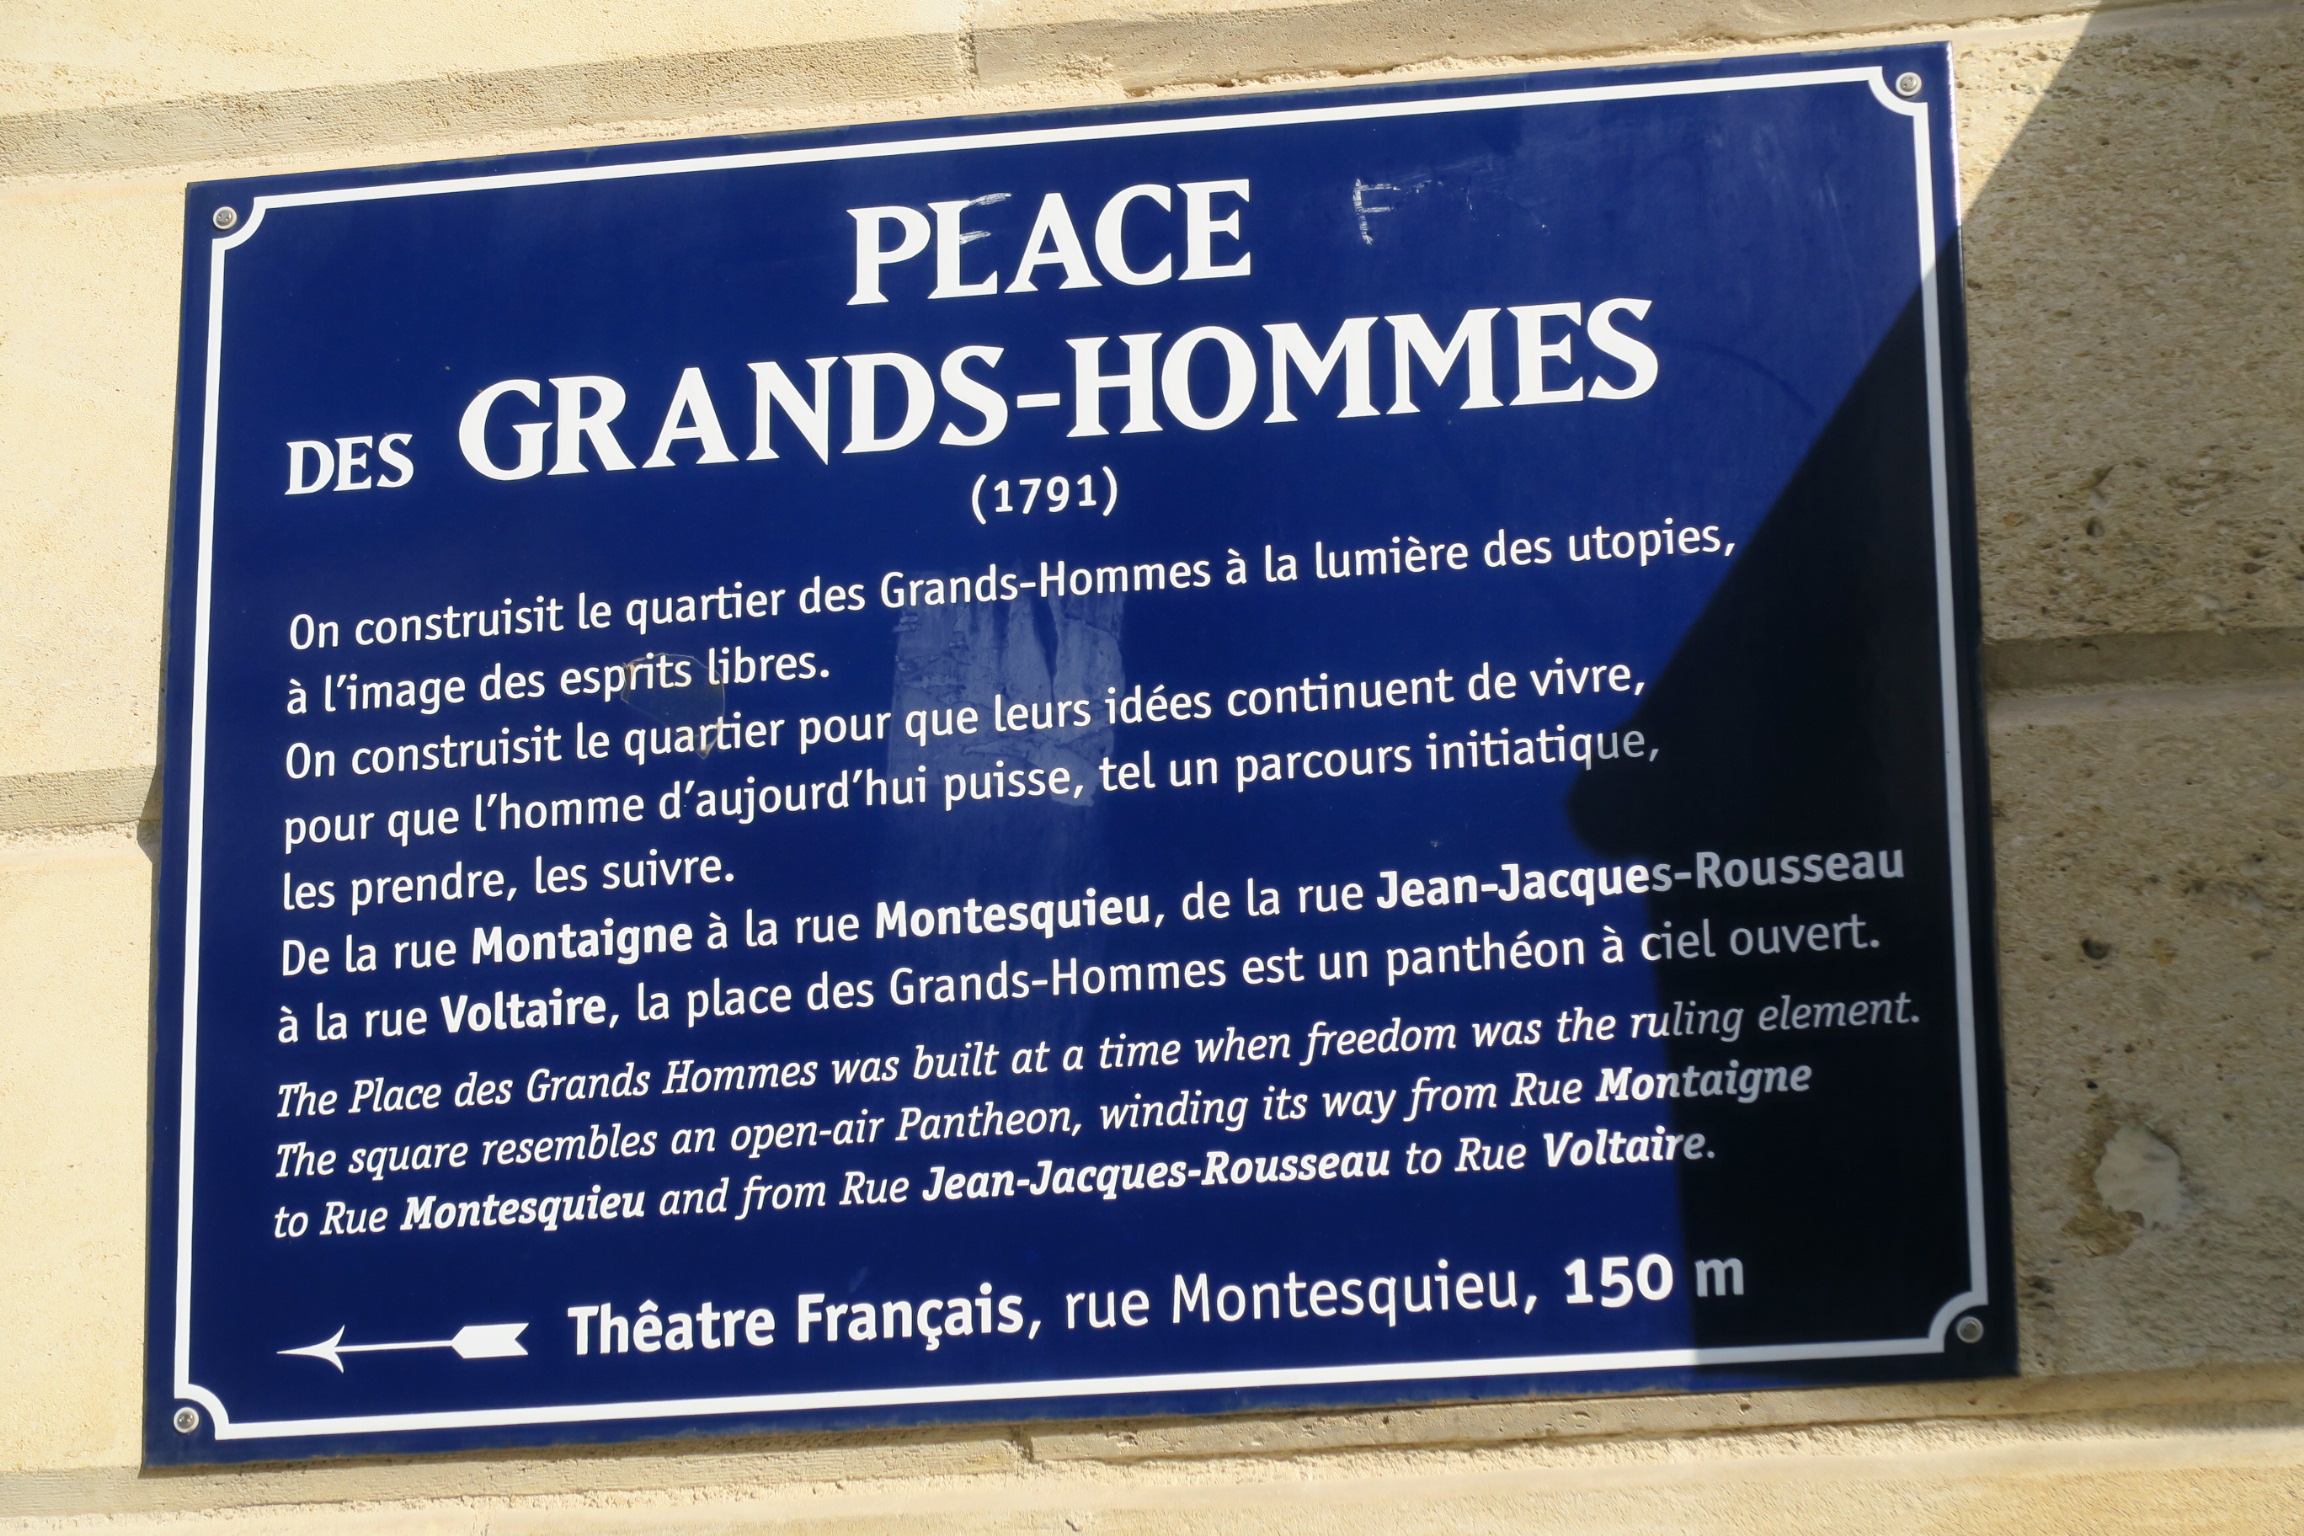 PLACE
DES GRANDS-HOMMES
(1791)
On construisit le quartier des Grands-Hommes à la lumière des utopies,
à l'image des esprits libres.
On construisit le quartier pour que leurs idées continuent de vivre,
pour que l'homme d'aujourd'hui puisse, tel un parcours initiatique,
les prendre, les suivre.
De la rue Montaigne à la rue Montesquieu, de la rue Jean-Jacques-Rousseau
à la rue Voltaire, la place des Grands-Hommes est un panthéon à ciel ouvert.
The Place des Grands Hommes was built at a time when freedom was the ruling element.
The square resembles an open-air Pantheon, winding its way from Rue Montaigne
to Rue Montesquieu and from Rue Jean-Jacques-Rousseau to Rue Voltaire.
Thêatre Français, rue Montesquieu, 150 m